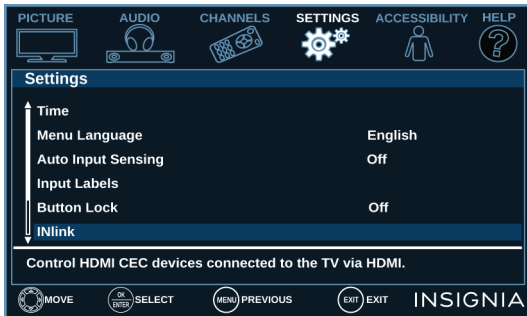 PICTURE AUDIO CHANNELS SETTINGS ACCESSIBILITY HELP
?
Settings
Time
Menu Language English
Auto Input Sensing Off
Input Labels
Button Lock Off
INlink
Control HDMI CEC devices connected to the TV via HDMI.
MOVE OK ENTER SELECT MENU PREVIOUS EXIT EXIT INSIGNIA